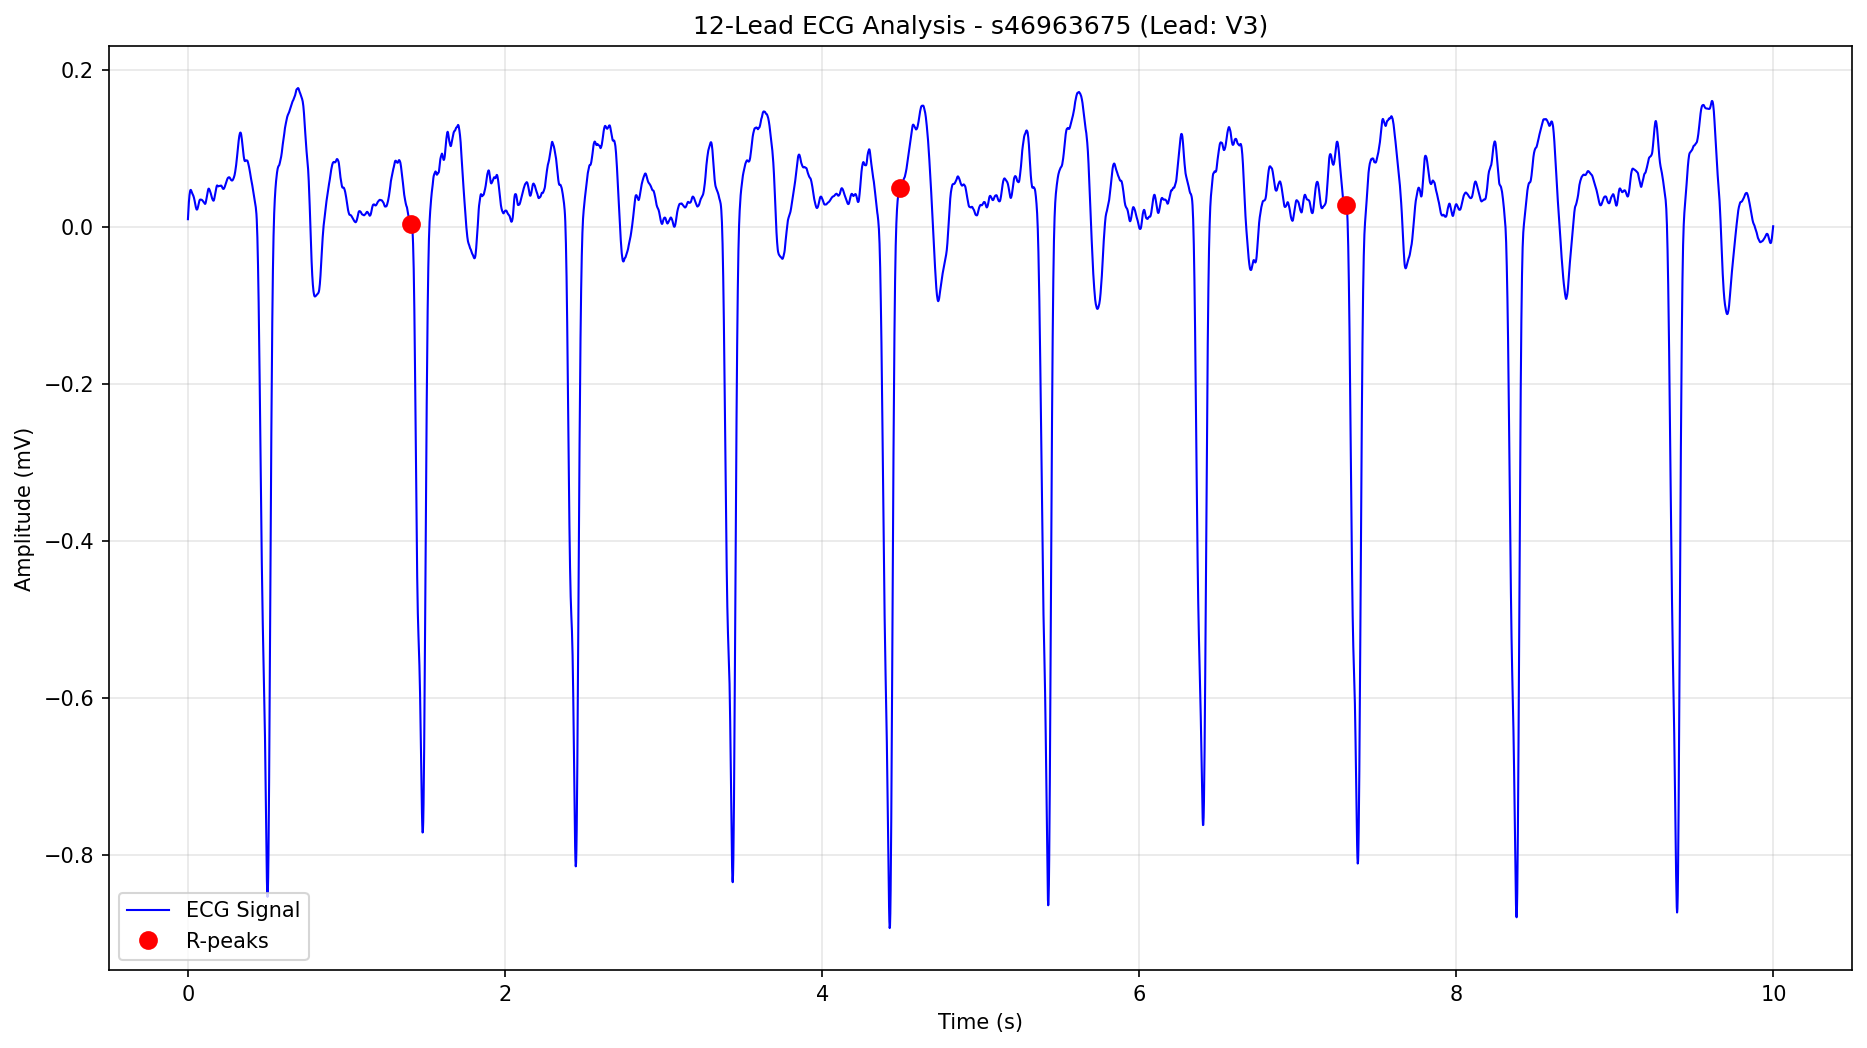 12-Lead ECG Analysis - s46963675 (Lead: V3)
0.2
0.0
−0.2
−0.4
−0.6
−0.8
Amplitude (mV)
ECG Signal
R-peaks
0 2 4 6 8 10
Time (s)